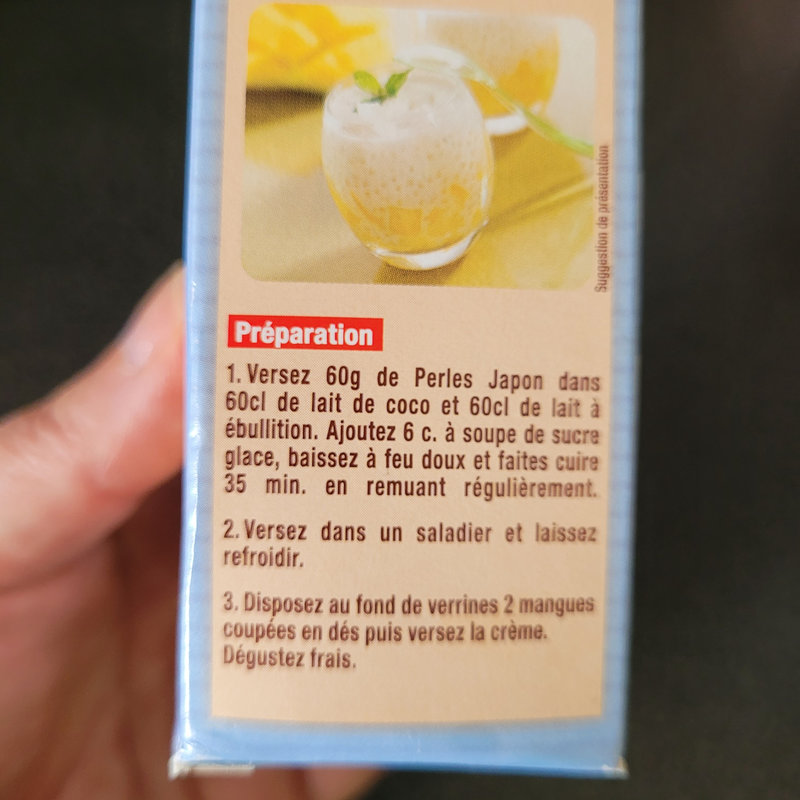 Suggestion de présentation
Préparation
1. Versez 60g de Perles Japon dans
60cl de lait de coco et 60cl de lait à
ébullition. Ajoutez 6 c. à soupe de sucre
glace, baissez à feu doux et faites cuire
35 min. en remuant régulièrement.
2. Versez dans un saladier et laissez
refroidir.
3. Disposez au fond de verrines 2 mangues
coupées en dés puis versez la crème.
Dégustez frais.